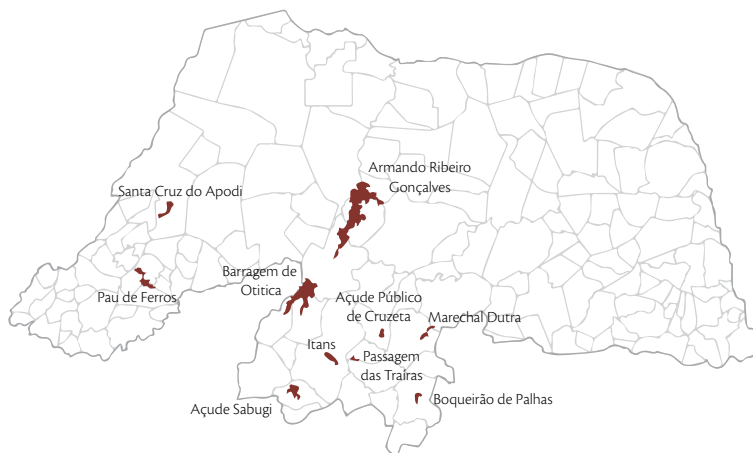 Armando Ribeiro
Gonçalves
Santa Cruz do Apodi
Barragem de
Otitica
Pau de Ferros
Açude Público
de Cruzeta
Marechal Dutra
Itans
Passagem
das Traíras
Açude Sabugi
Boqueirão de Palhas